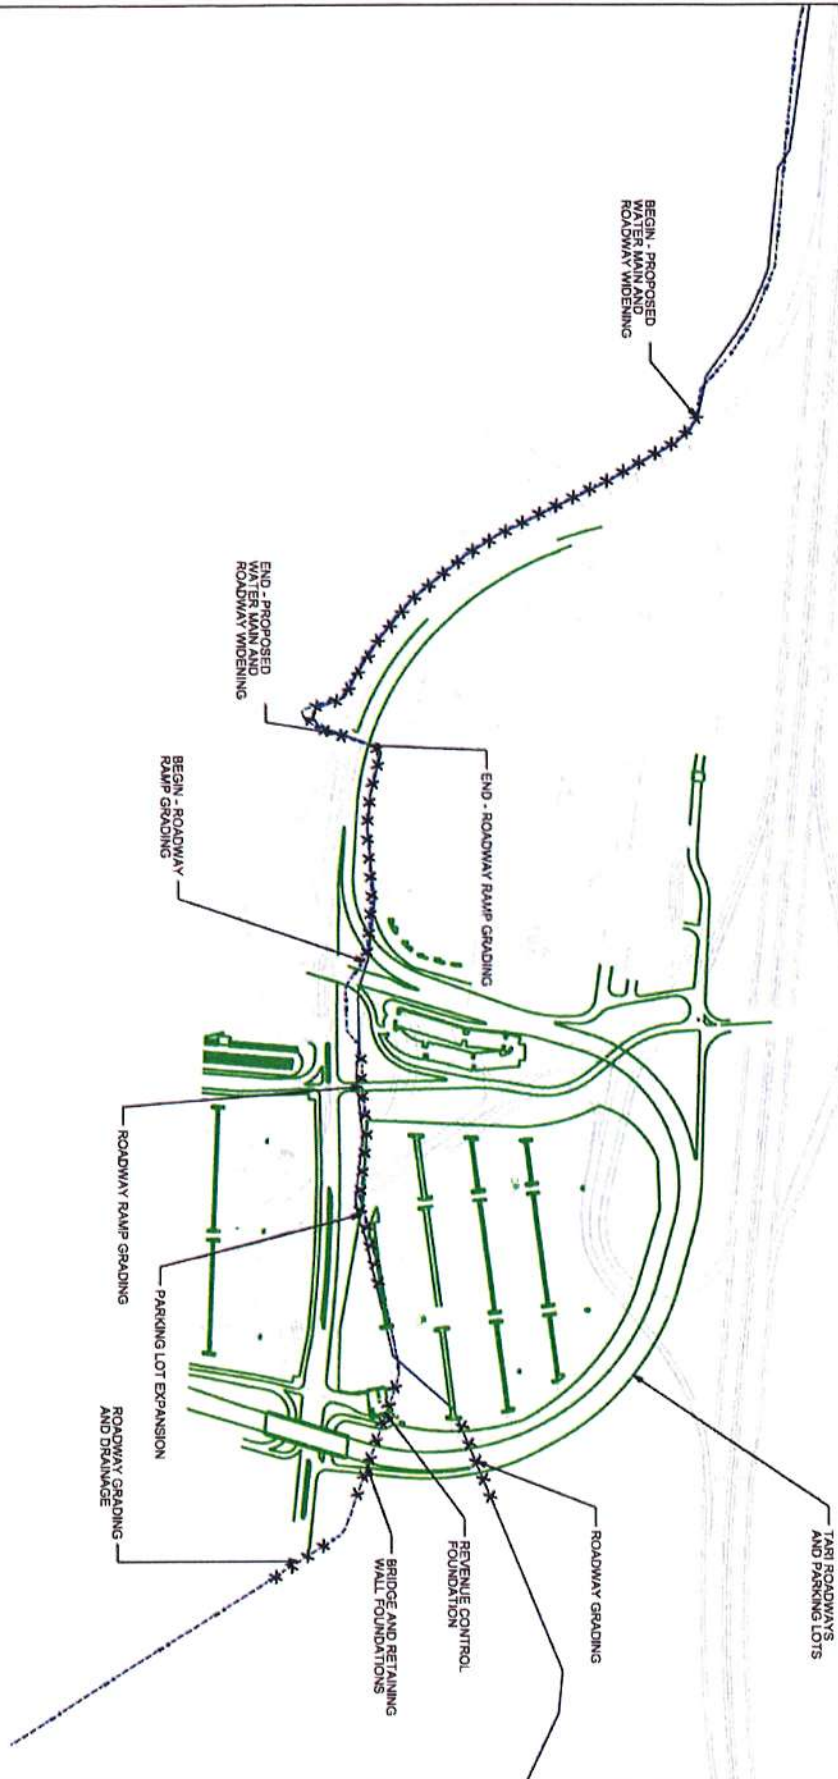 BEGIN - PROPOSED
WATER MAIN AND
ROADWAY WIDENING
END - PROPOSED
WATER MAIN AND
ROADWAY WIDENING
END - ROADWAY RAMP GRADING
BEGIN - ROADWAY
RAMP GRADING
TARI ROADWAYS
AND PARKING LOTS
ROADWAY GRADING
REVENUE CONTROL
FOUNDATION
BRIDGE AND RETAINING
WALL FOUNDATIONS
PARKING LOT EXPANSION
ROADWAY RAMP GRADING
ROADWAY GRADING
AND DRAINAGE